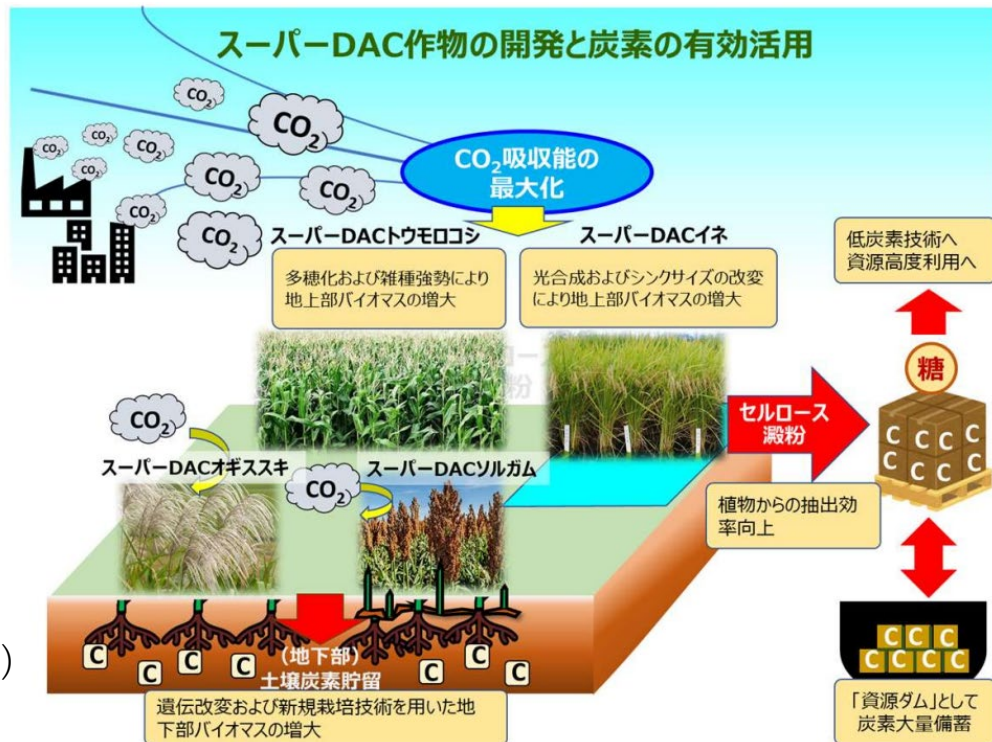 スーパーDAC作物の開発と炭素の有効活用
CO₂
CO₂
CO₂
CO₂
CO₂
CO₂
CO₂
CO₂
CO₂
CO₂
CO₂吸収能の
最大化
スーパーDACトウモロコシ
多穂化および雑種強勢により
地上部バイオマスの増大
スーパーDACイネ
光合成およびシンクサイズの改変
により地上部バイオマスの増大
低炭素技術へ
資源高度利用へ
糖
セルロース
澱粉
C C
C C C
植物からの抽出効
率向上
CO₂
スーパーDACオギススキ
CO₂
スーパーDACソルガム
C
C
C
C
C
C
C
C
(地下部)
土壌炭素貯留
)
遺伝改変および新規栽培技術を用いた地
下部バイオマスの増大
C C C
C C C C
「資源ダム」として
炭素大量備蓄